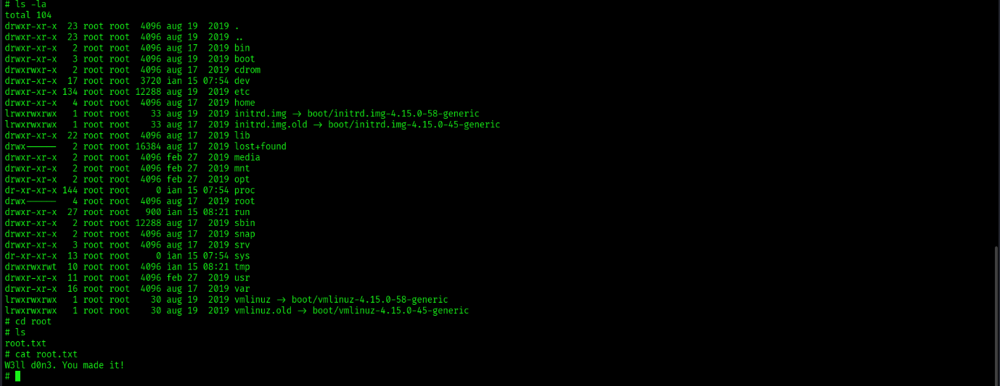 # ls -la
total 104
drwxr-xr-x  23 root root  4096 aug 19  2019 .
drwxr-xr-x  23 root root  4096 aug 19  2019 ..
drwxr-xr-x   2 root root  4096 aug 17  2019 bin
drwxr-xr-x   3 root root  4096 aug 19  2019 boot
drwxrwxr-x   2 root root  4096 aug 17  2019 cdrom
drwxr-xr-x  17 root root  3720 ian 15 07:54 dev
drwxr-xr-x 134 root root 12288 aug 19  2019 etc
drwxr-xr-x   4 root root  4096 aug 17  2019 home
lrwxrwxrwx   1 root root    33 aug 19  2019 initrd.img -> boot/initrd.img-4.15.0-58-generic
lrwxrwxrwx   1 root root    33 aug 17  2019 initrd.img.old -> boot/initrd.img-4.15.0-45-generic
drwxr-xr-x  22 root root  4096 aug 17  2019 lib
drwx------   2 root root 16384 aug 17  2019 lost+found
drwxr-xr-x   2 root root  4096 feb 27  2019 media
drwxr-xr-x   2 root root  4096 feb 27  2019 mnt
drwxr-xr-x   2 root root  4096 feb 27  2019 opt
dr-xr-xr-x 144 root root     0 ian 15 07:54 proc
drwx------   4 root root  4096 aug 17  2019 root
drwxr-xr-x  27 root root   900 ian 15 08:21 run
drwxr-xr-x   2 root root 12288 aug 17  2019 sbin
drwxr-xr-x   2 root root  4096 aug 17  2019 snap
drwxr-xr-x   3 root root  4096 aug 17  2019 srv
dr-xr-xr-x  13 root root     0 ian 15 07:54 sys
drwxrwxrwt  10 root root  4096 ian 15 08:21 tmp
drwxr-xr-x  11 root root  4096 feb 27  2019 usr
drwxr-xr-x  16 root root  4096 aug 17  2019 var
lrwxrwxrwx   1 root root    30 aug 19  2019 vmlinuz -> boot/vmlinuz-4.15.0-58-generic
lrwxrwxrwx   1 root root    30 aug 19  2019 vmlinuz.old -> boot/vmlinuz-4.15.0-45-generic
# cd root
# ls
root.txt
# cat root.txt
W3ll d0n3. You made it!
#